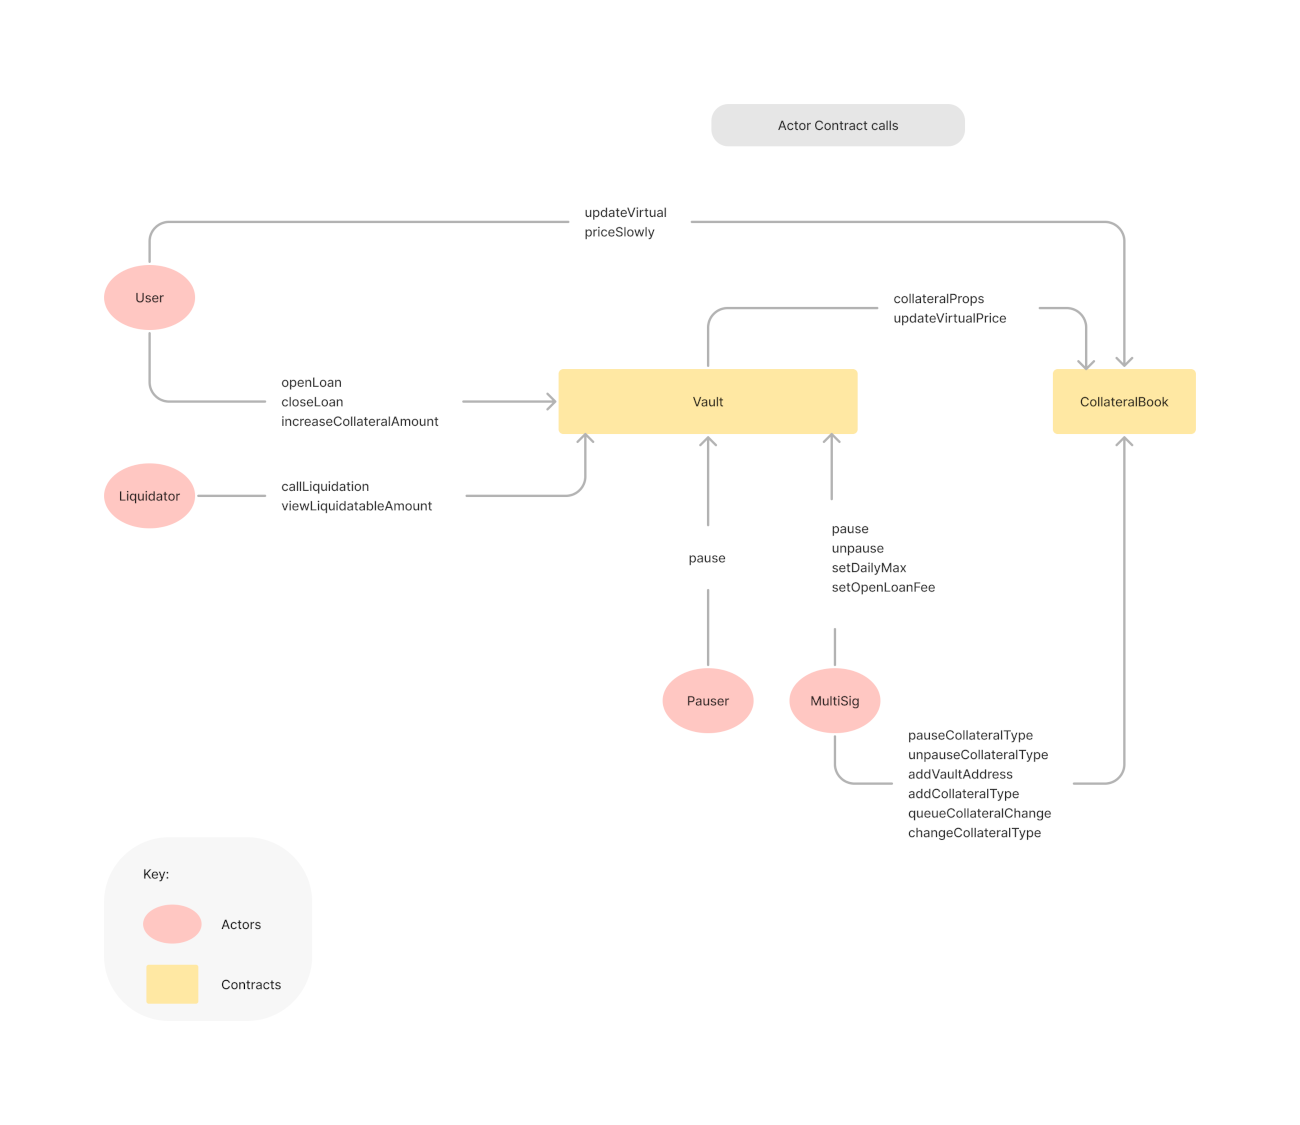 Actor Contract calls
updateVirtual
priceSlowly
User
collateralProps
updateVirtualPrice
openLoan
closeLoan
increaseCollateralAmount
Vault
CollateralBook
Liquidator
callLiquidation
viewLiquidatableAmount
pause
pause
unpause
setDailyMax
setOpenLoanFee
Pauser
MultiSig
pauseCollateralType
unpauseCollateralType
addVaultAddress
addCollateralType
queueCollateralChange
changeCollateralType
Key:
Actors
Contracts